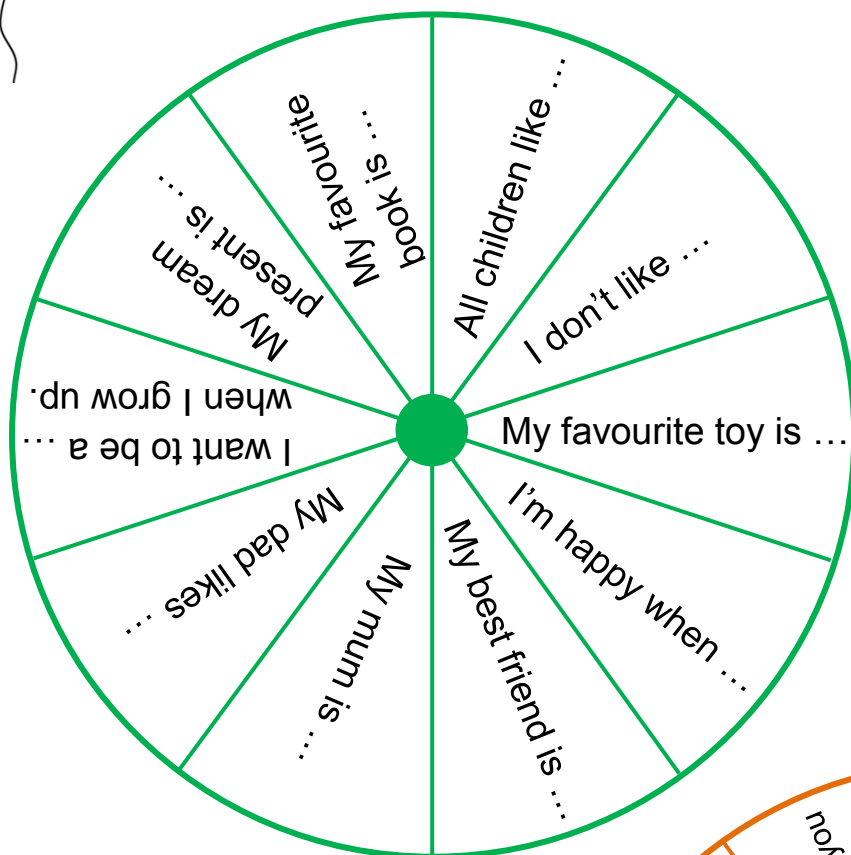 All children like …
I don’t like …
My favourite toy is …
I’m happy when …
My best friend is …
My mum is …
My dad likes …
I want to be a …
when I grow up.
My dream
present is …
My favourite
book is …
you